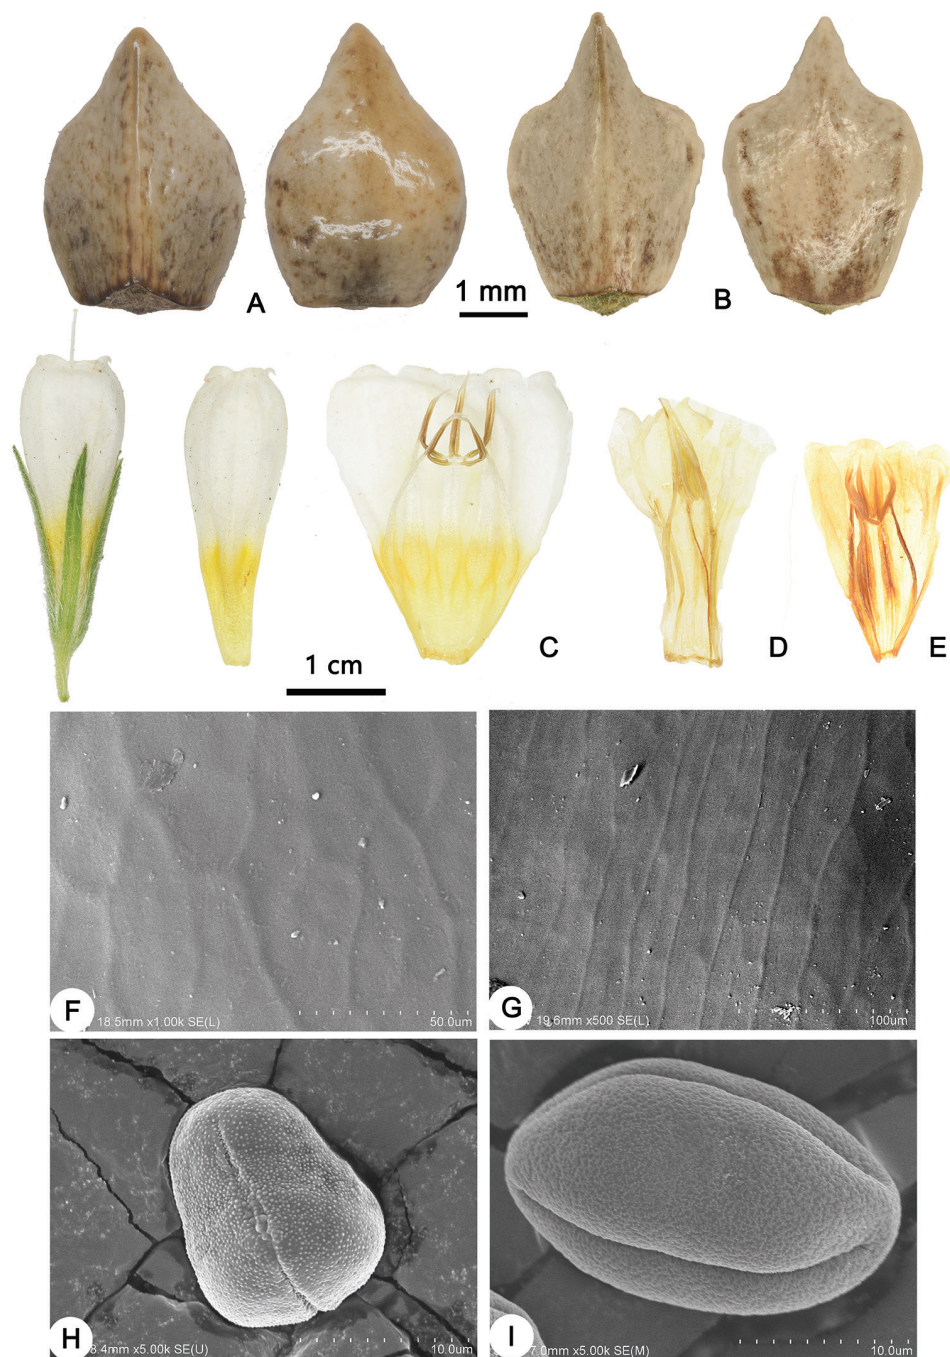 A
1 mm
B
C
D
E
1 cm
F
18.5mm x1.00k SE(L)
50.0um
G
19.6mm x500 SE(L)
100um
H
8.4mm x5.00k SE(U)
10.0um
I
7.0mm x5.00k SE(M)
10.0um